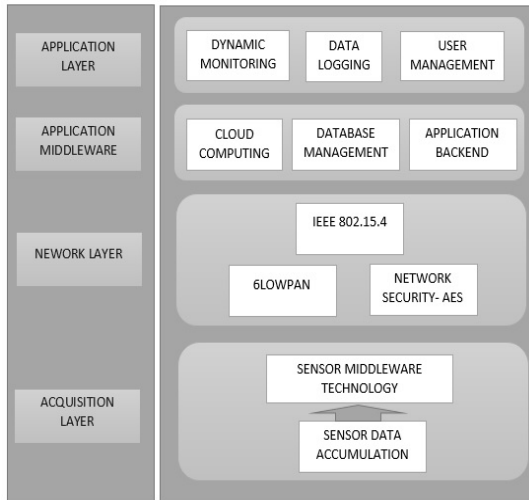 APPLICATION
LAYER
DYNAMIC
MONITORING
DATA
LOGGING
USER
MANAGEMENT
APPLICATION
MIDDLEWARE
CLOUD
COMPUTING
DATABASE
MANAGEMENT
APPLICATION
BACKEND
NEWORK LAYER
IEEE 802.15.4
6LOWPAN
NETWORK
SECURITY- AES
ACQUISITION
LAYER
SENSOR MIDDLEWARE
TECHNOLOGY
SENSOR DATA
ACCUMULATION